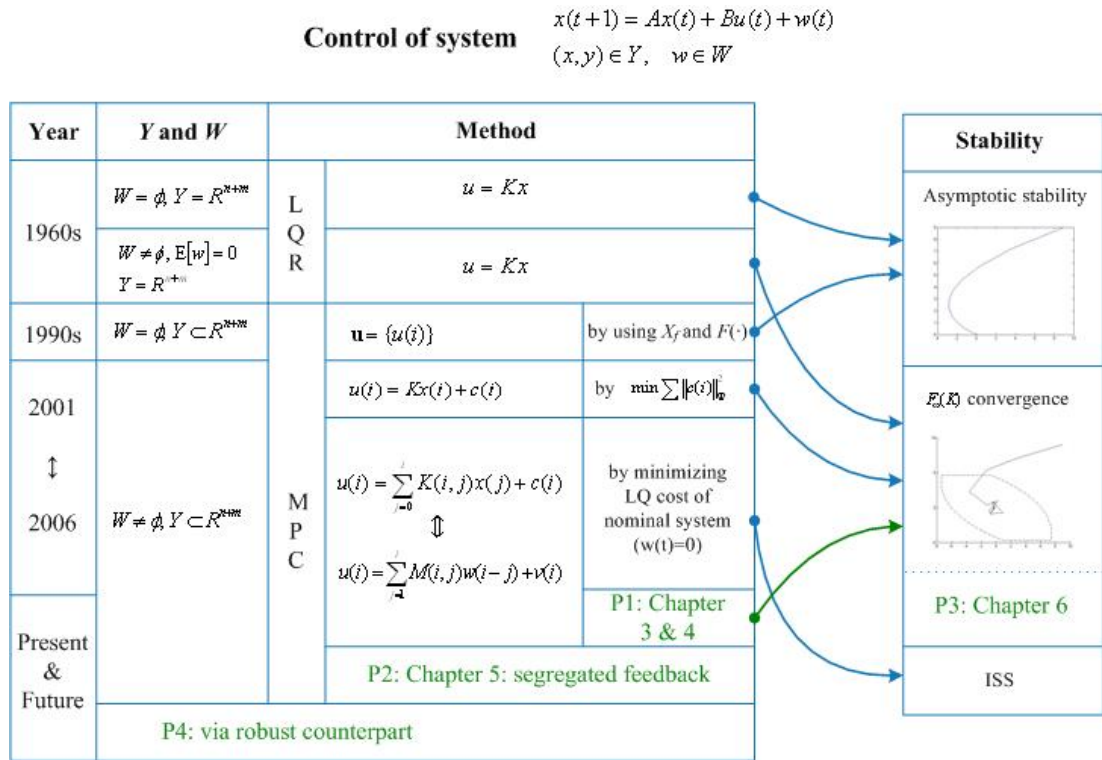 Control of system
x(t+1) = Ax(t) + Bu(t) + w(t)
(x, y) ∈ Y, w ∈ W
Year
Y and W
Method
Stability
1960s
W = ϕ, Y = R^{n+m}
W ≠ ϕ, E[w] = 0
Y = R^{n+m}
L
Q
R
u = Kx
u = Kx
1990s
W = ϕ, Y ⊂ R^{n+m}
u = {u(i)}
by using X_f and F(·)
2001
↕
2006
W ≠ ϕ, Y ⊂ R^{n+m}
M
P
C
u(i) = Kx(i) + c(i)
by min ∑ ||c(i)||
u(i) = ∑_{j=0}^{i} K(i, j)x(j) + c(i)
⇕
u(i) = ∑_{j=1}^{i} M(i, j)w(i − j) + v(i)
by minimizing
LQ cost of
nominal system
(w(t)=0)
P1: Chapter
3 & 4
Present
&
Future
P2: Chapter 5: segregated feedback
P4: via robust counterpart
Asymptotic stability
F_∞(K) convergence
P3: Chapter 6
ISS